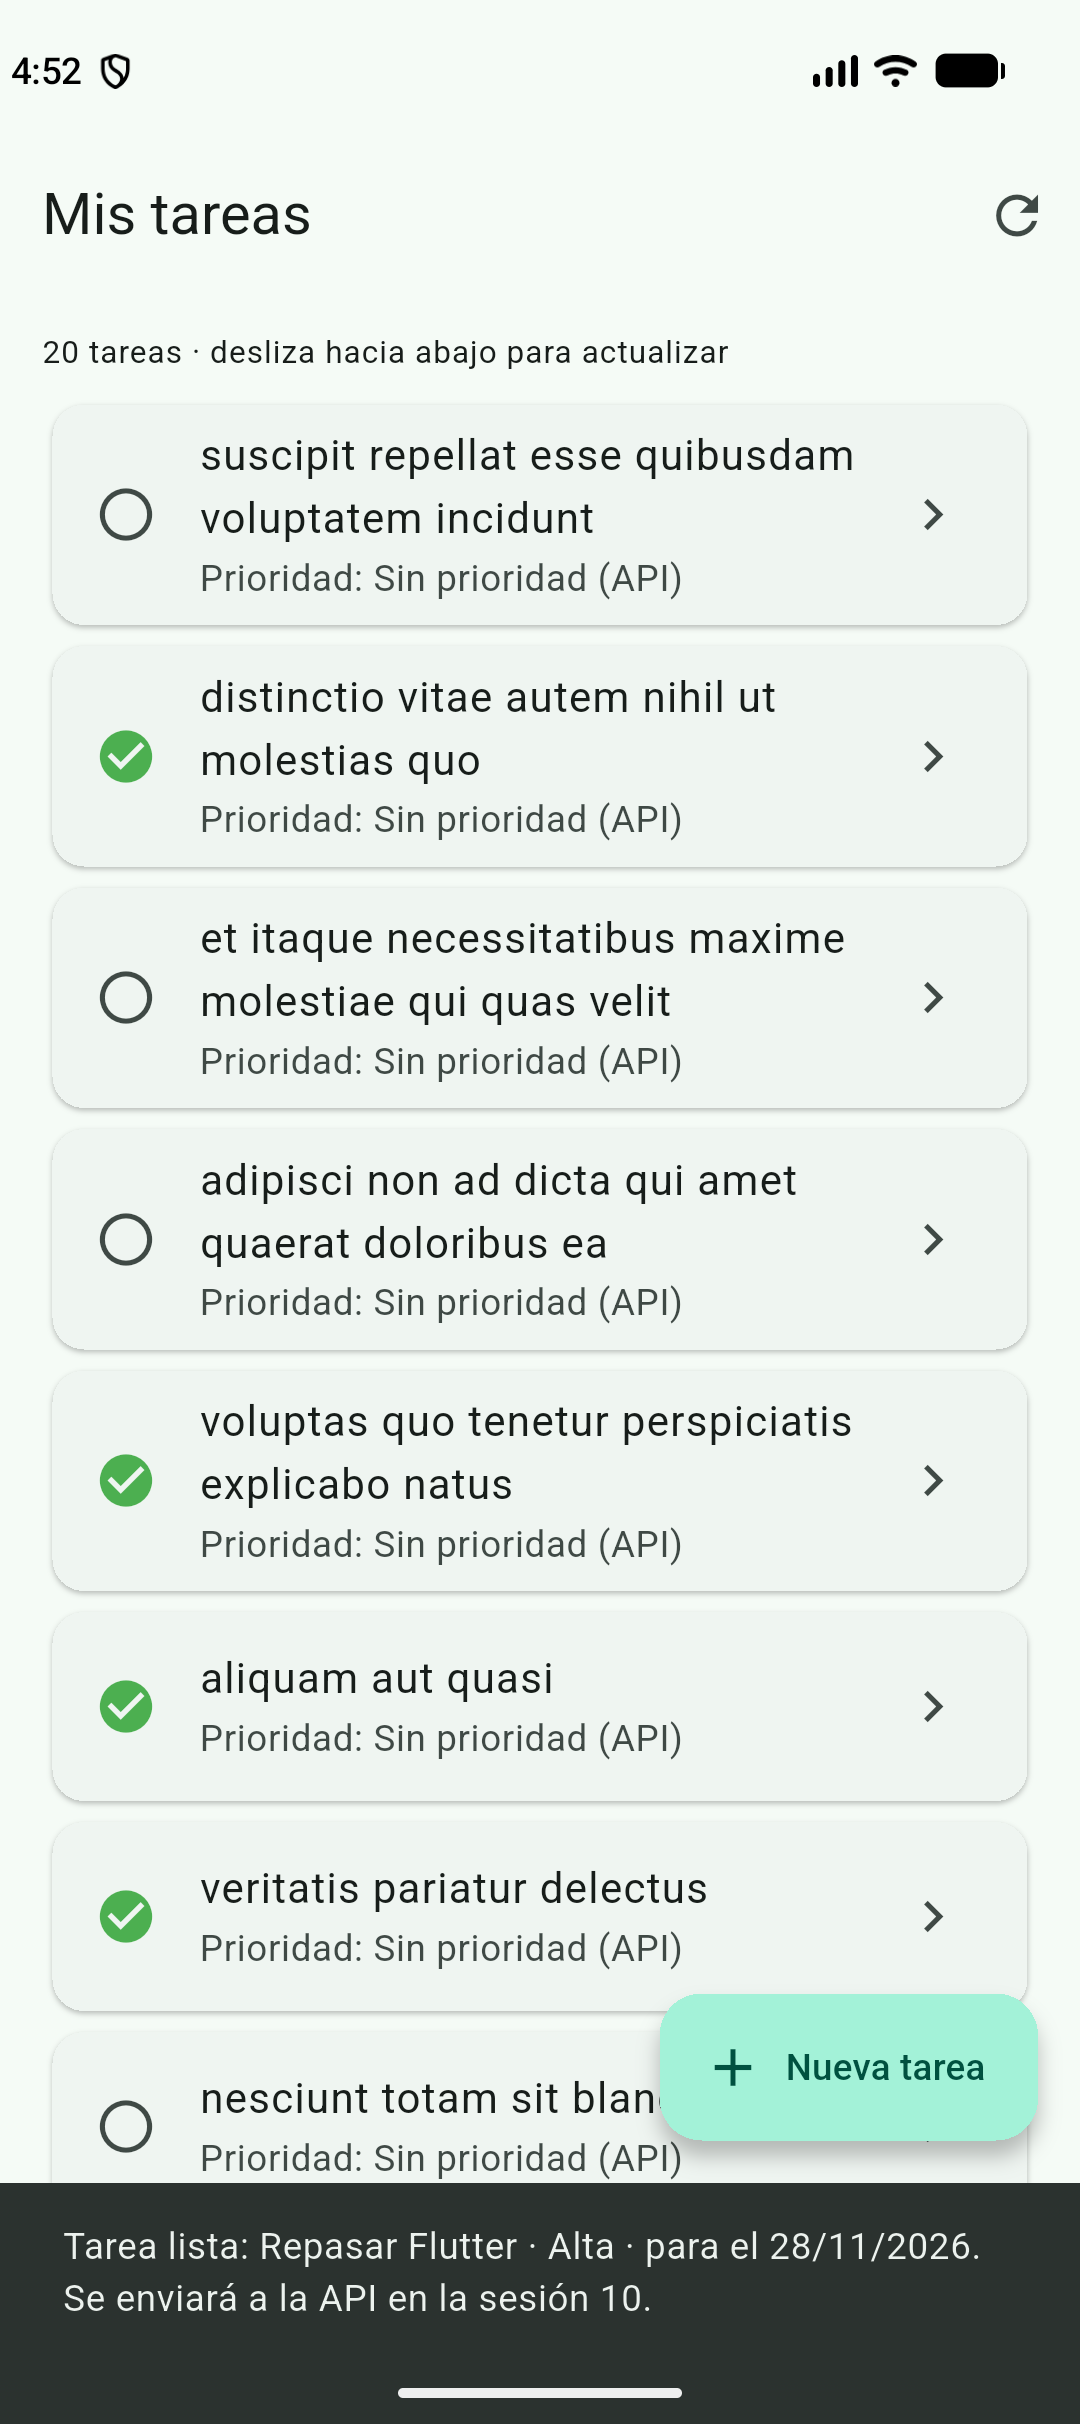 4:52
Mis tareas
20 tareas · desliza hacia abajo para actualizar
suscipit repellat esse quibusdam
voluptatem incidunt
Prioridad: Sin prioridad (API)
distinctio vitae autem nihil ut
molestias quo
Prioridad: Sin prioridad (API)
et itaque necessitatibus maxime
molestiae qui quas velit
Prioridad: Sin prioridad (API)
adipisci non ad dicta qui amet
quaerat doloribus ea
Prioridad: Sin prioridad (API)
voluptas quo tenetur perspiciatis
explicabo natus
Prioridad: Sin prioridad (API)
aliquam aut quasi
Prioridad: Sin prioridad (API)
veritatis pariatur delectus
Prioridad: Sin prioridad (API)
nesciunt totam sit
Prioridad: Sin prioridad (API)
Nueva tarea
Tarea lista: Repasar Flutter · Alta · para el 28/11/2026.
Se enviará a la API en la sesión 10.